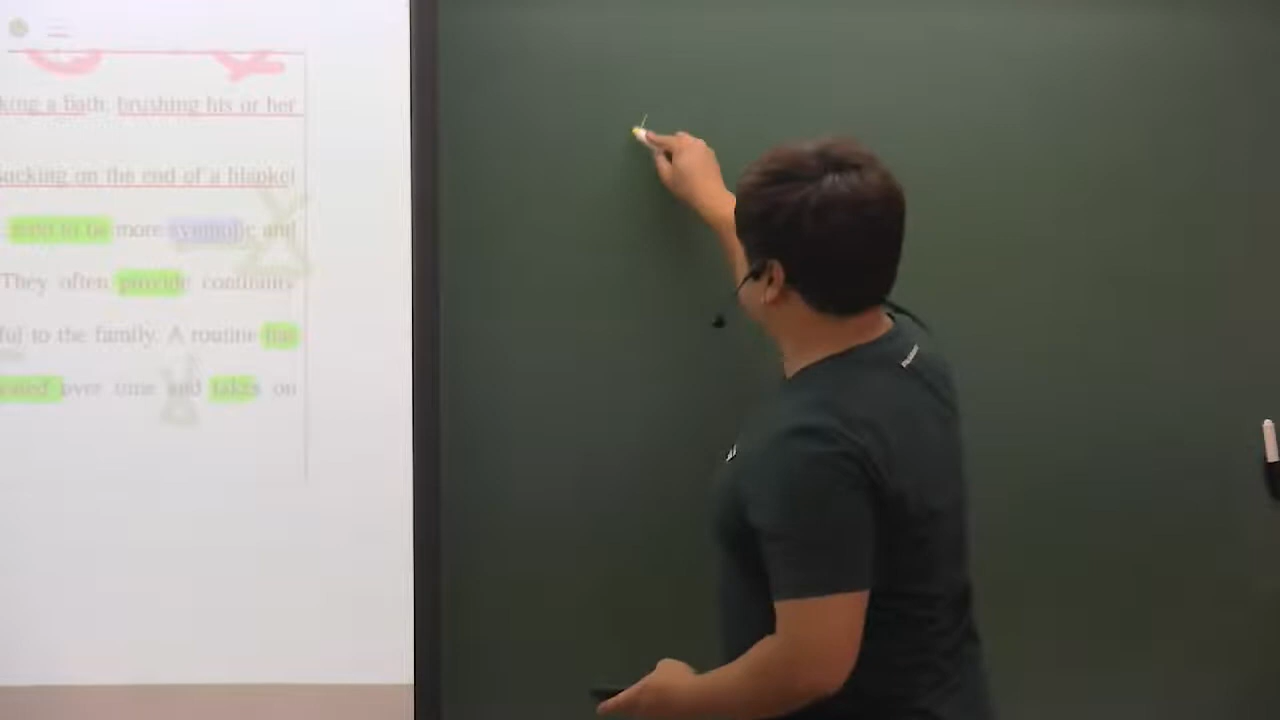 king a bath, brushing his or her
sucking on the end of a blanket
tend to be more symbolic and
They often provide continuity
ful to the family. A routine has
over time and takes on